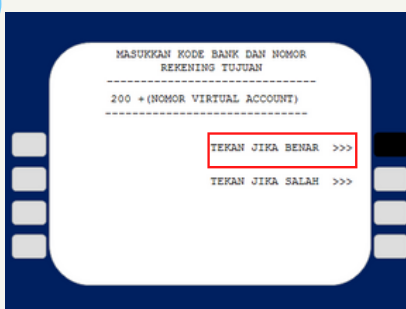 MASUKKAN KODE BANK DAN NOMOR
REKENING TUJUAN
--------------------------------
200 +(NOMOR VIRTUAL ACCOUNT)
-------------------------------
TEKAN JIKA BENAR >>>
TEKAN JIKA SALAH >>>